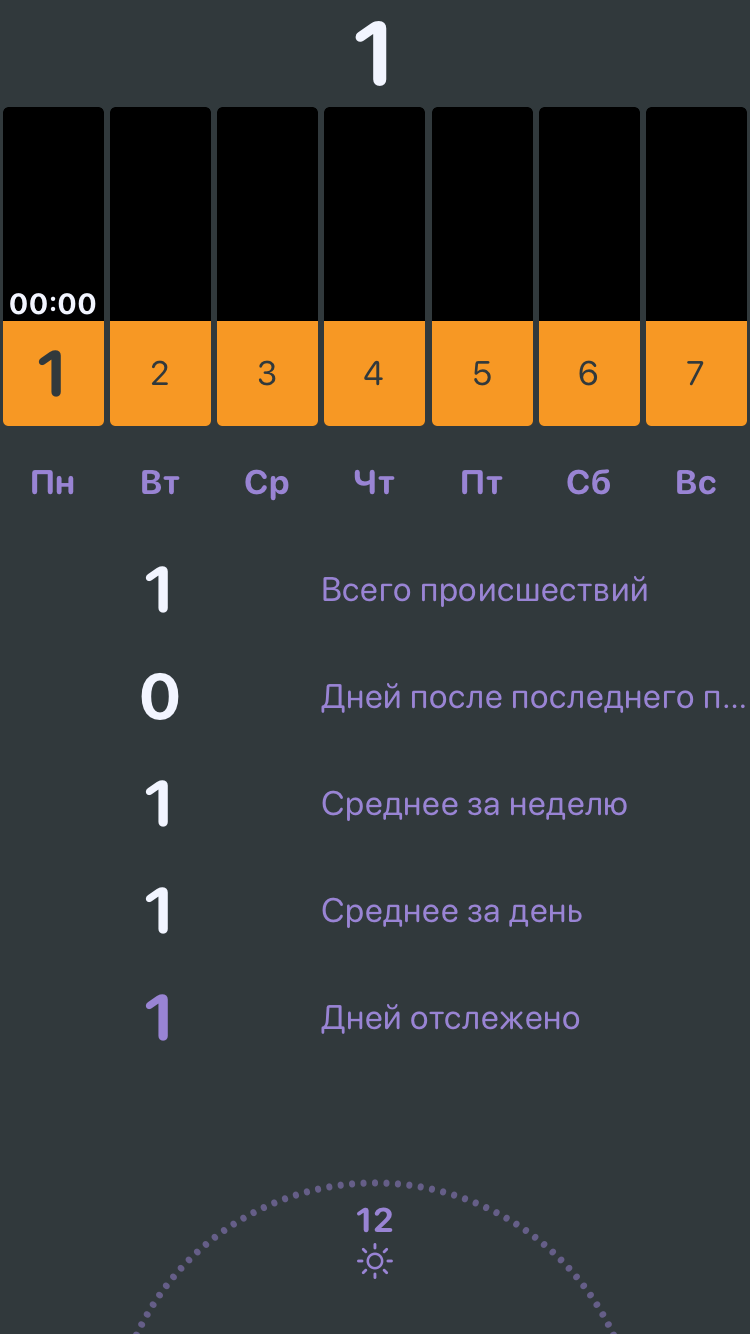 1
00:00
1 2 3 4 5 6 7
Пн Вт Ср Чт Пт Сб Вс
1 Всего происшествий
0 Дней после последнего п...
1 Среднее за неделю
1 Среднее за день
1 Дней отслежено
12